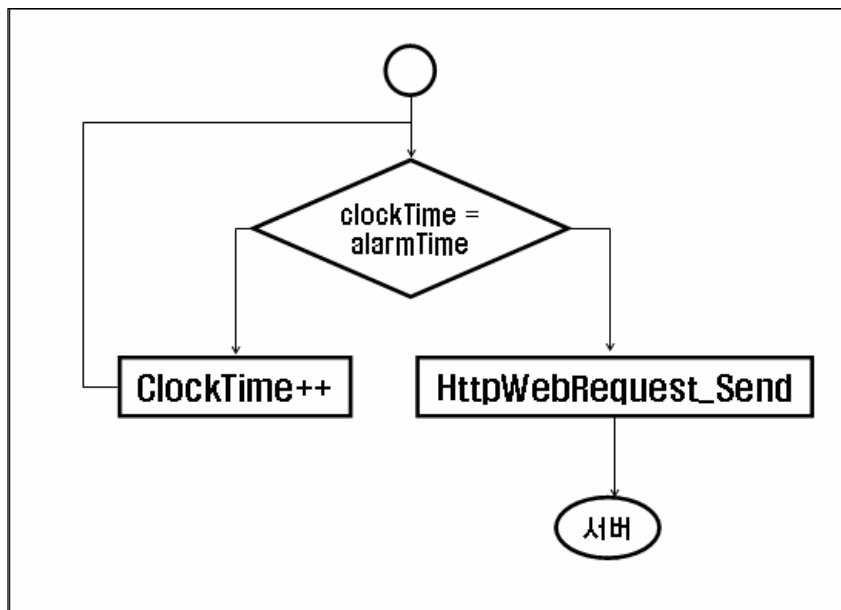 clockTime =
alarmTime
ClockTime++
HttpWebRequest_Send
서버